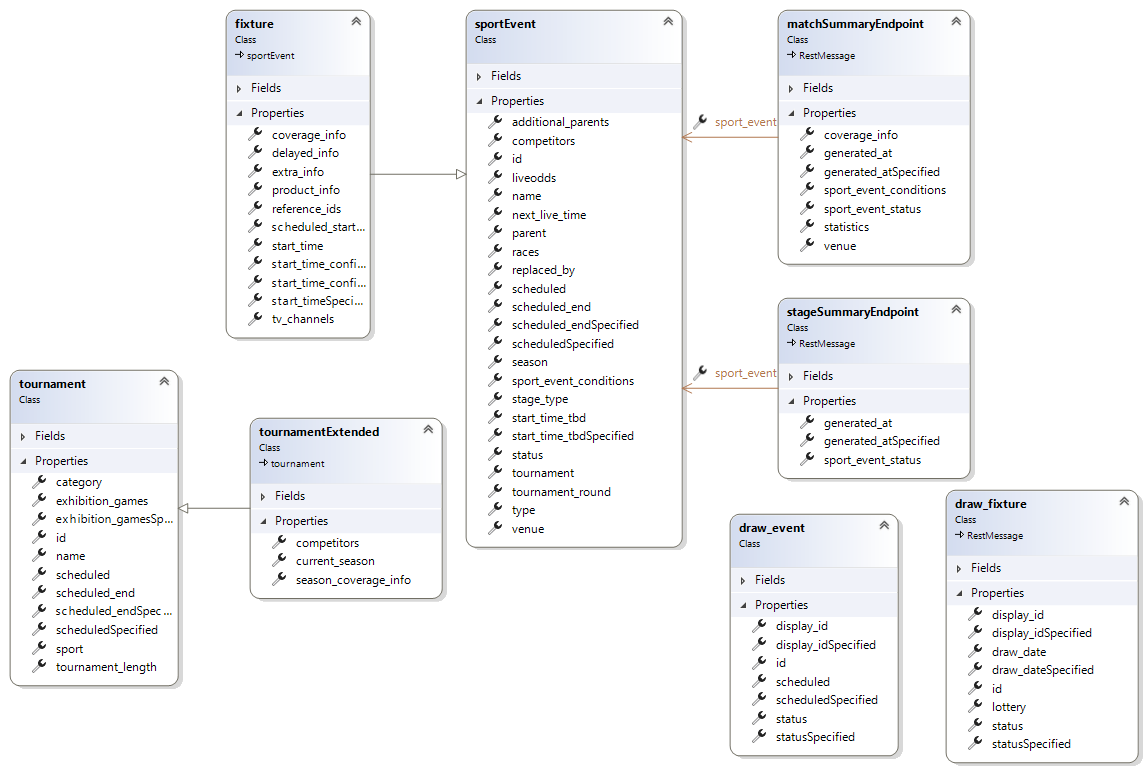 fixture
Class
sportEvent
Fields
Properties
coverage_info
delayed_info
extra_info
product_info
reference_ids
scheduled_start...
start_time
start_time_confi...
start_time_confi...
start_timeSpeci...
tv_channels
sportEvent
Class
Fields
Properties
additional_parents
competitors
id
liveodds
name
next_live_time
parent
races
replaced_by
scheduled
scheduled_end
scheduled_endSpecified
scheduledSpecified
season
sport_event_conditions
stage_type
start_time_tbd
start_time_tbdSpecified
status
tournament
tournament_round
type
venue
sport_event
matchSummaryEndpoint
Class
RestMessage
Fields
Properties
coverage_info
generated_at
generated_atSpecified
sport_event_conditions
sport_event_status
statistics
venue
sport_event
stageSummaryEndpoint
Class
RestMessage
Fields
Properties
generated_at
generated_atSpecified
sport_event_status
tournament
Class
Fields
Properties
category
exhibition_games
exhibition_gamesSp...
id
name
scheduled
scheduled_end
scheduled_endSpec...
scheduledSpecified
sport
tournament_length
tournamentExtended
Class
tournament
Fields
Properties
competitors
current_season
season_coverage_info
draw_event
Class
Fields
Properties
display_id
display_idSpecified
id
scheduled
scheduledSpecified
status
statusSpecified
draw_fixture
Class
RestMessage
Fields
Properties
display_id
display_idSpecified
draw_date
draw_dateSpecified
id
lottery
status
statusSpecified